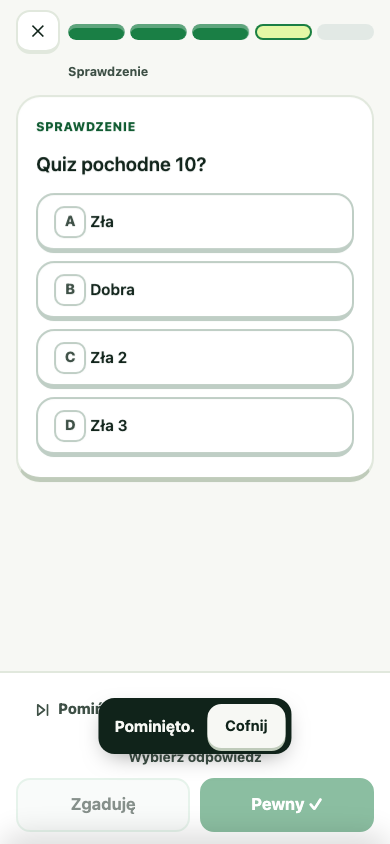 Sprawdzenie
SPRAWDZENIE
Quiz pochodne 10?
A Zła
B Dobra
C Zła 2
D Zła 3
Pominięto. Cofnij
Wybierz odpowiedź
Zgaduję
Pewny ✓